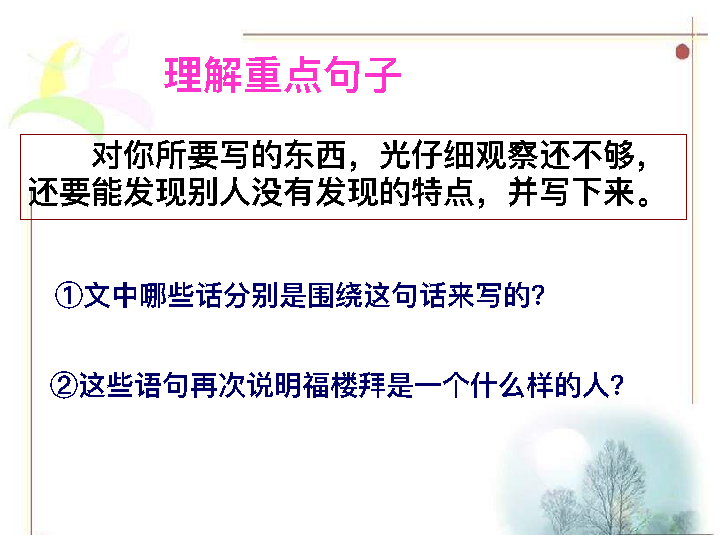 理解重点句子
对你所要写的东西，光仔细观察还不够，
还要能发现别人没有发现的特点，并写下来。
①文中哪些话分别是围绕这句话来写的?
②这些语句再次说明福楼拜是一个什么样的人?